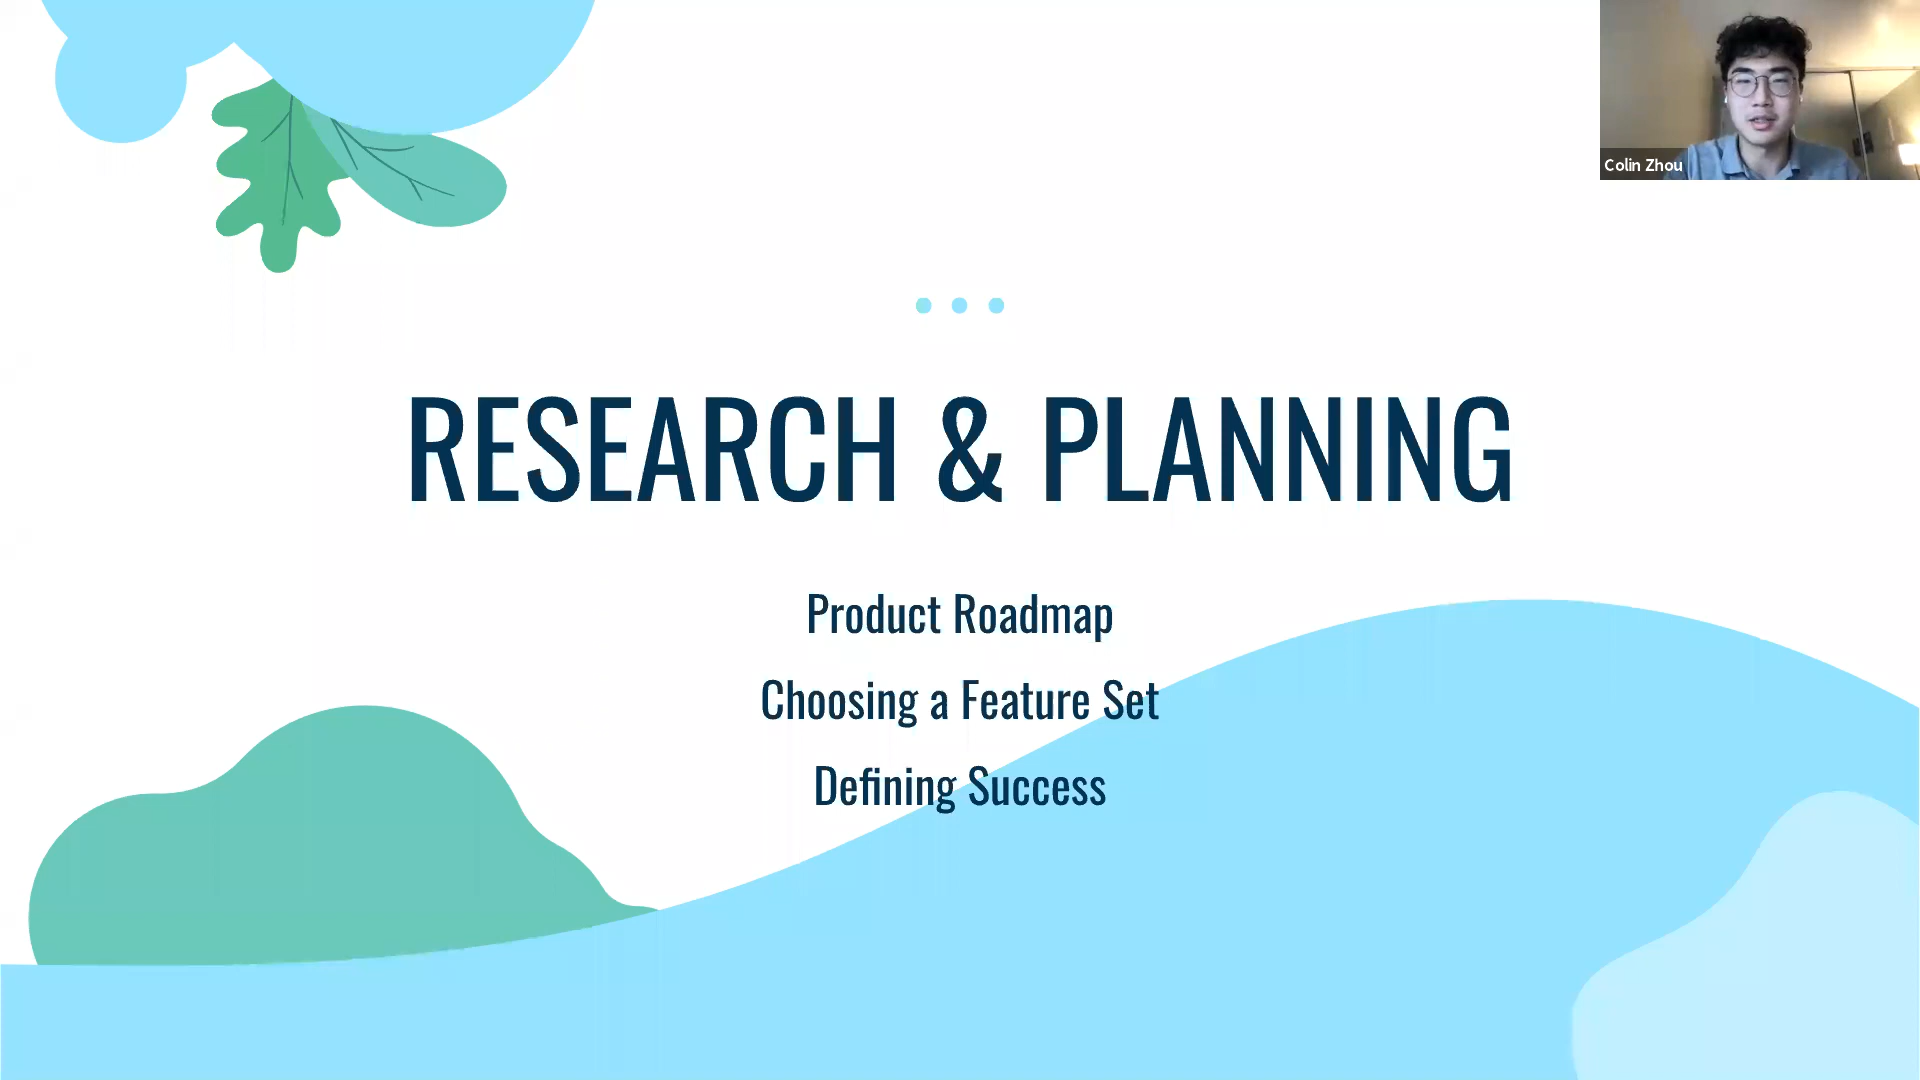 Colin Zhou
RESEARCH & PLANNING
Product Roadmap
Choosing a Feature Set
Defining Success